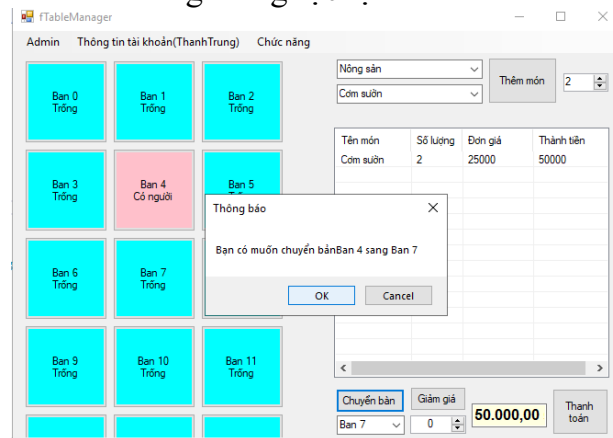 fTableManager
Admin Thông tin tài khoản(ThanhTrung) Chức năng
Ban 0
Trống
Ban 1
Trống
Ban 2
Trống
Nông sản
Cơm sườn
Thêm món
2
Tên món Số lượng Đơn giá Thành tiền
Cơm sườn 2 25000 50000
Ban 3
Trống
Ban 4
Có người
Ban 5
Thông báo
Bạn có muốn chuyển bảnBan 4 sang Ban 7
OK Cancel
Ban 6
Trống
Ban 7
Trống
Ban 9
Trống
Ban 10
Trống
Ban 11
Trống
Chuyển bàn
Giảm giá
Ban 7
0
50.000,00
Thanh
toán